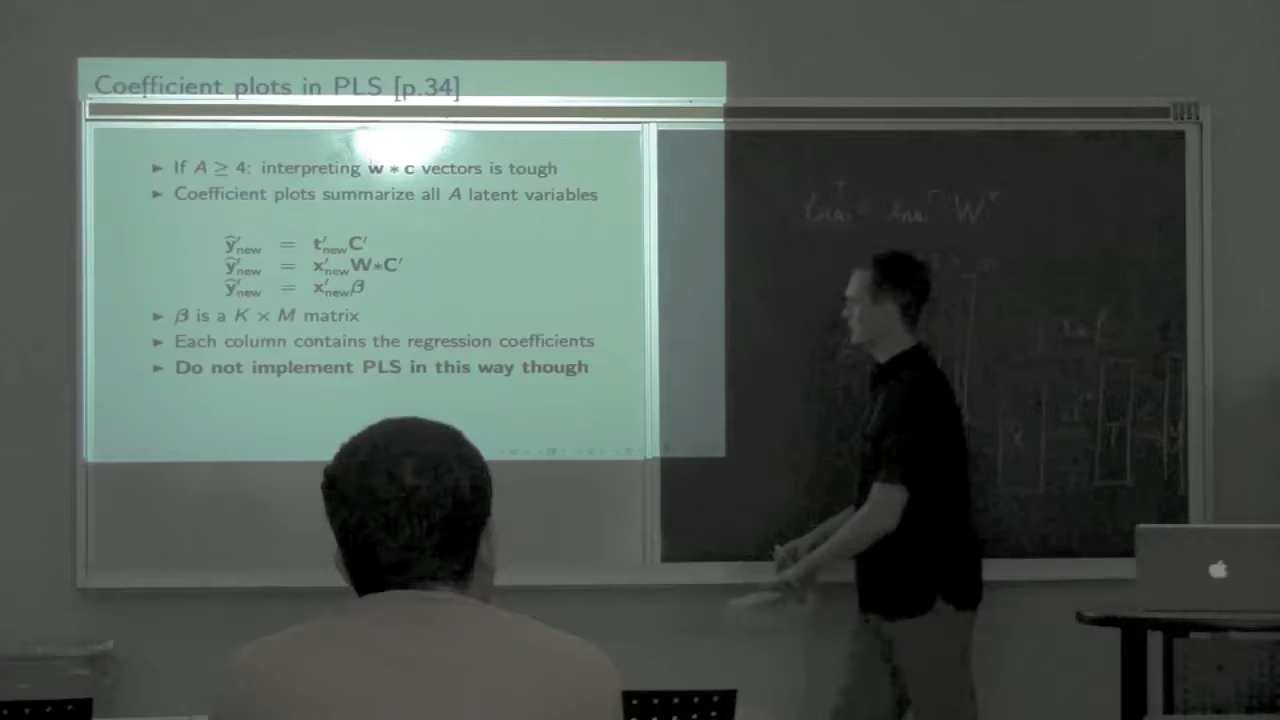 Coefficient plots in PLS [p.34]
► If A ≥ 4: interpreting w∗c vectors is tough
► Coefficient plots summarize all A latent variables
ŷ′new = t′newC′
ŷ′new = x′newW∗C′
ŷ′new = x′newβ
► β is a K × M matrix
► Each column contains the regression coefficients
► Do not implement PLS in this way though
X